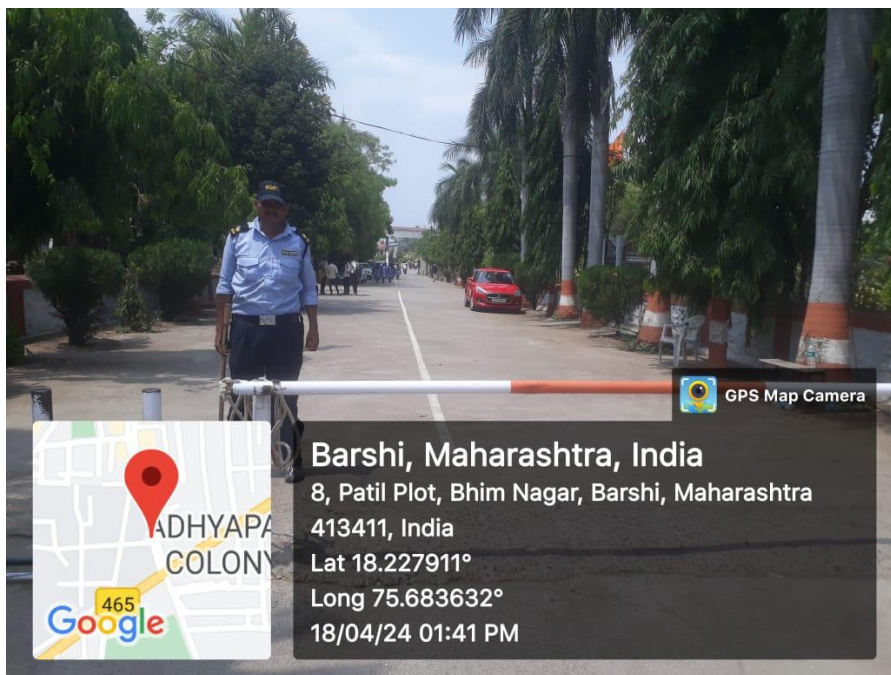 GPS Map Camera
Barshi, Maharashtra, India
8, Patil Plot, Bhim Nagar, Barshi, Maharashtra
413411, India
Lat 18.227911°
Long 75.683632°
18/04/24 01:41 PM
ADHYAPA
COLONY
465
Google